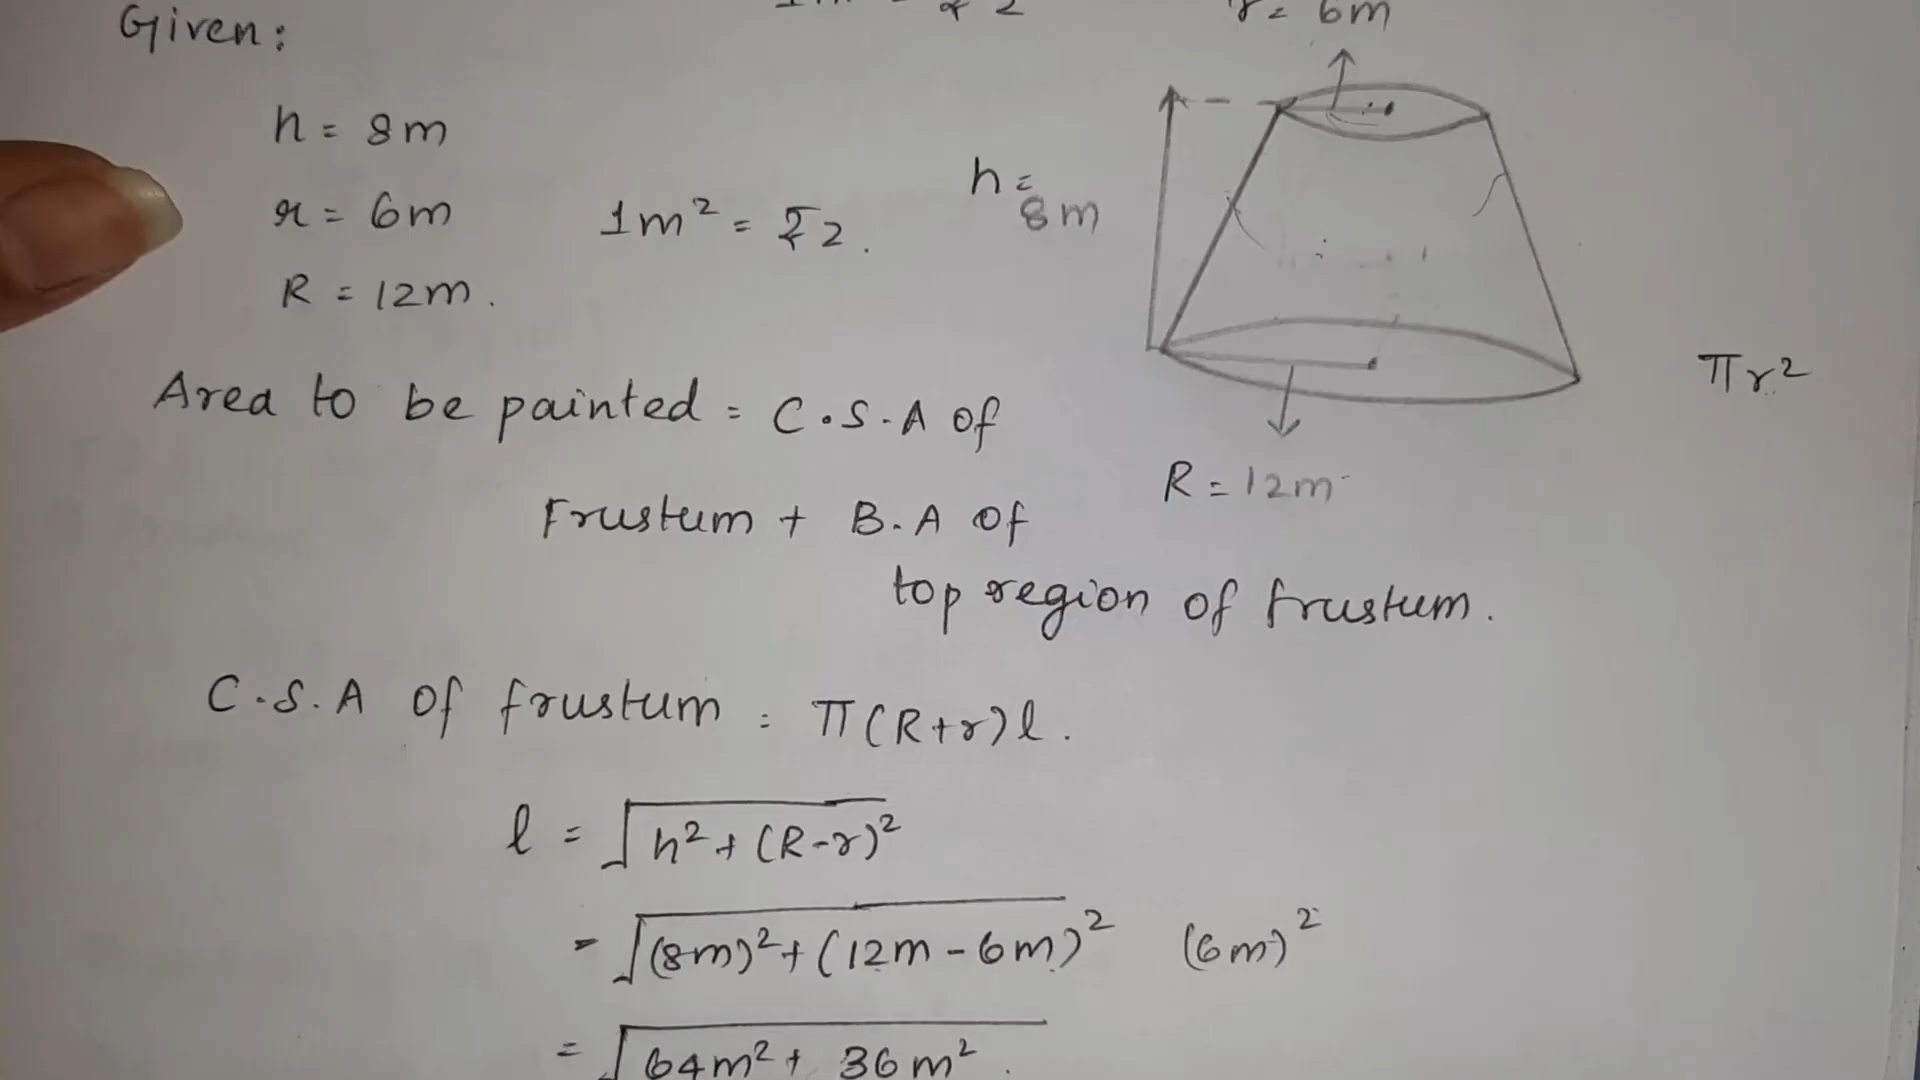 r = 6m
Given:
h = 8m
r = 6m
1m² = ₹2.
h = 8m
R = 12m.
πr²
Area to be painted = C.S.A of
R = 12m
Frustum + B.A of
top region of frustum.
C.S.A of frustum = π(R+r)l.
l = √h² + (R-r)²
= √(8m)² + (12m - 6m)² (6m)²
= √64m² + 36m².